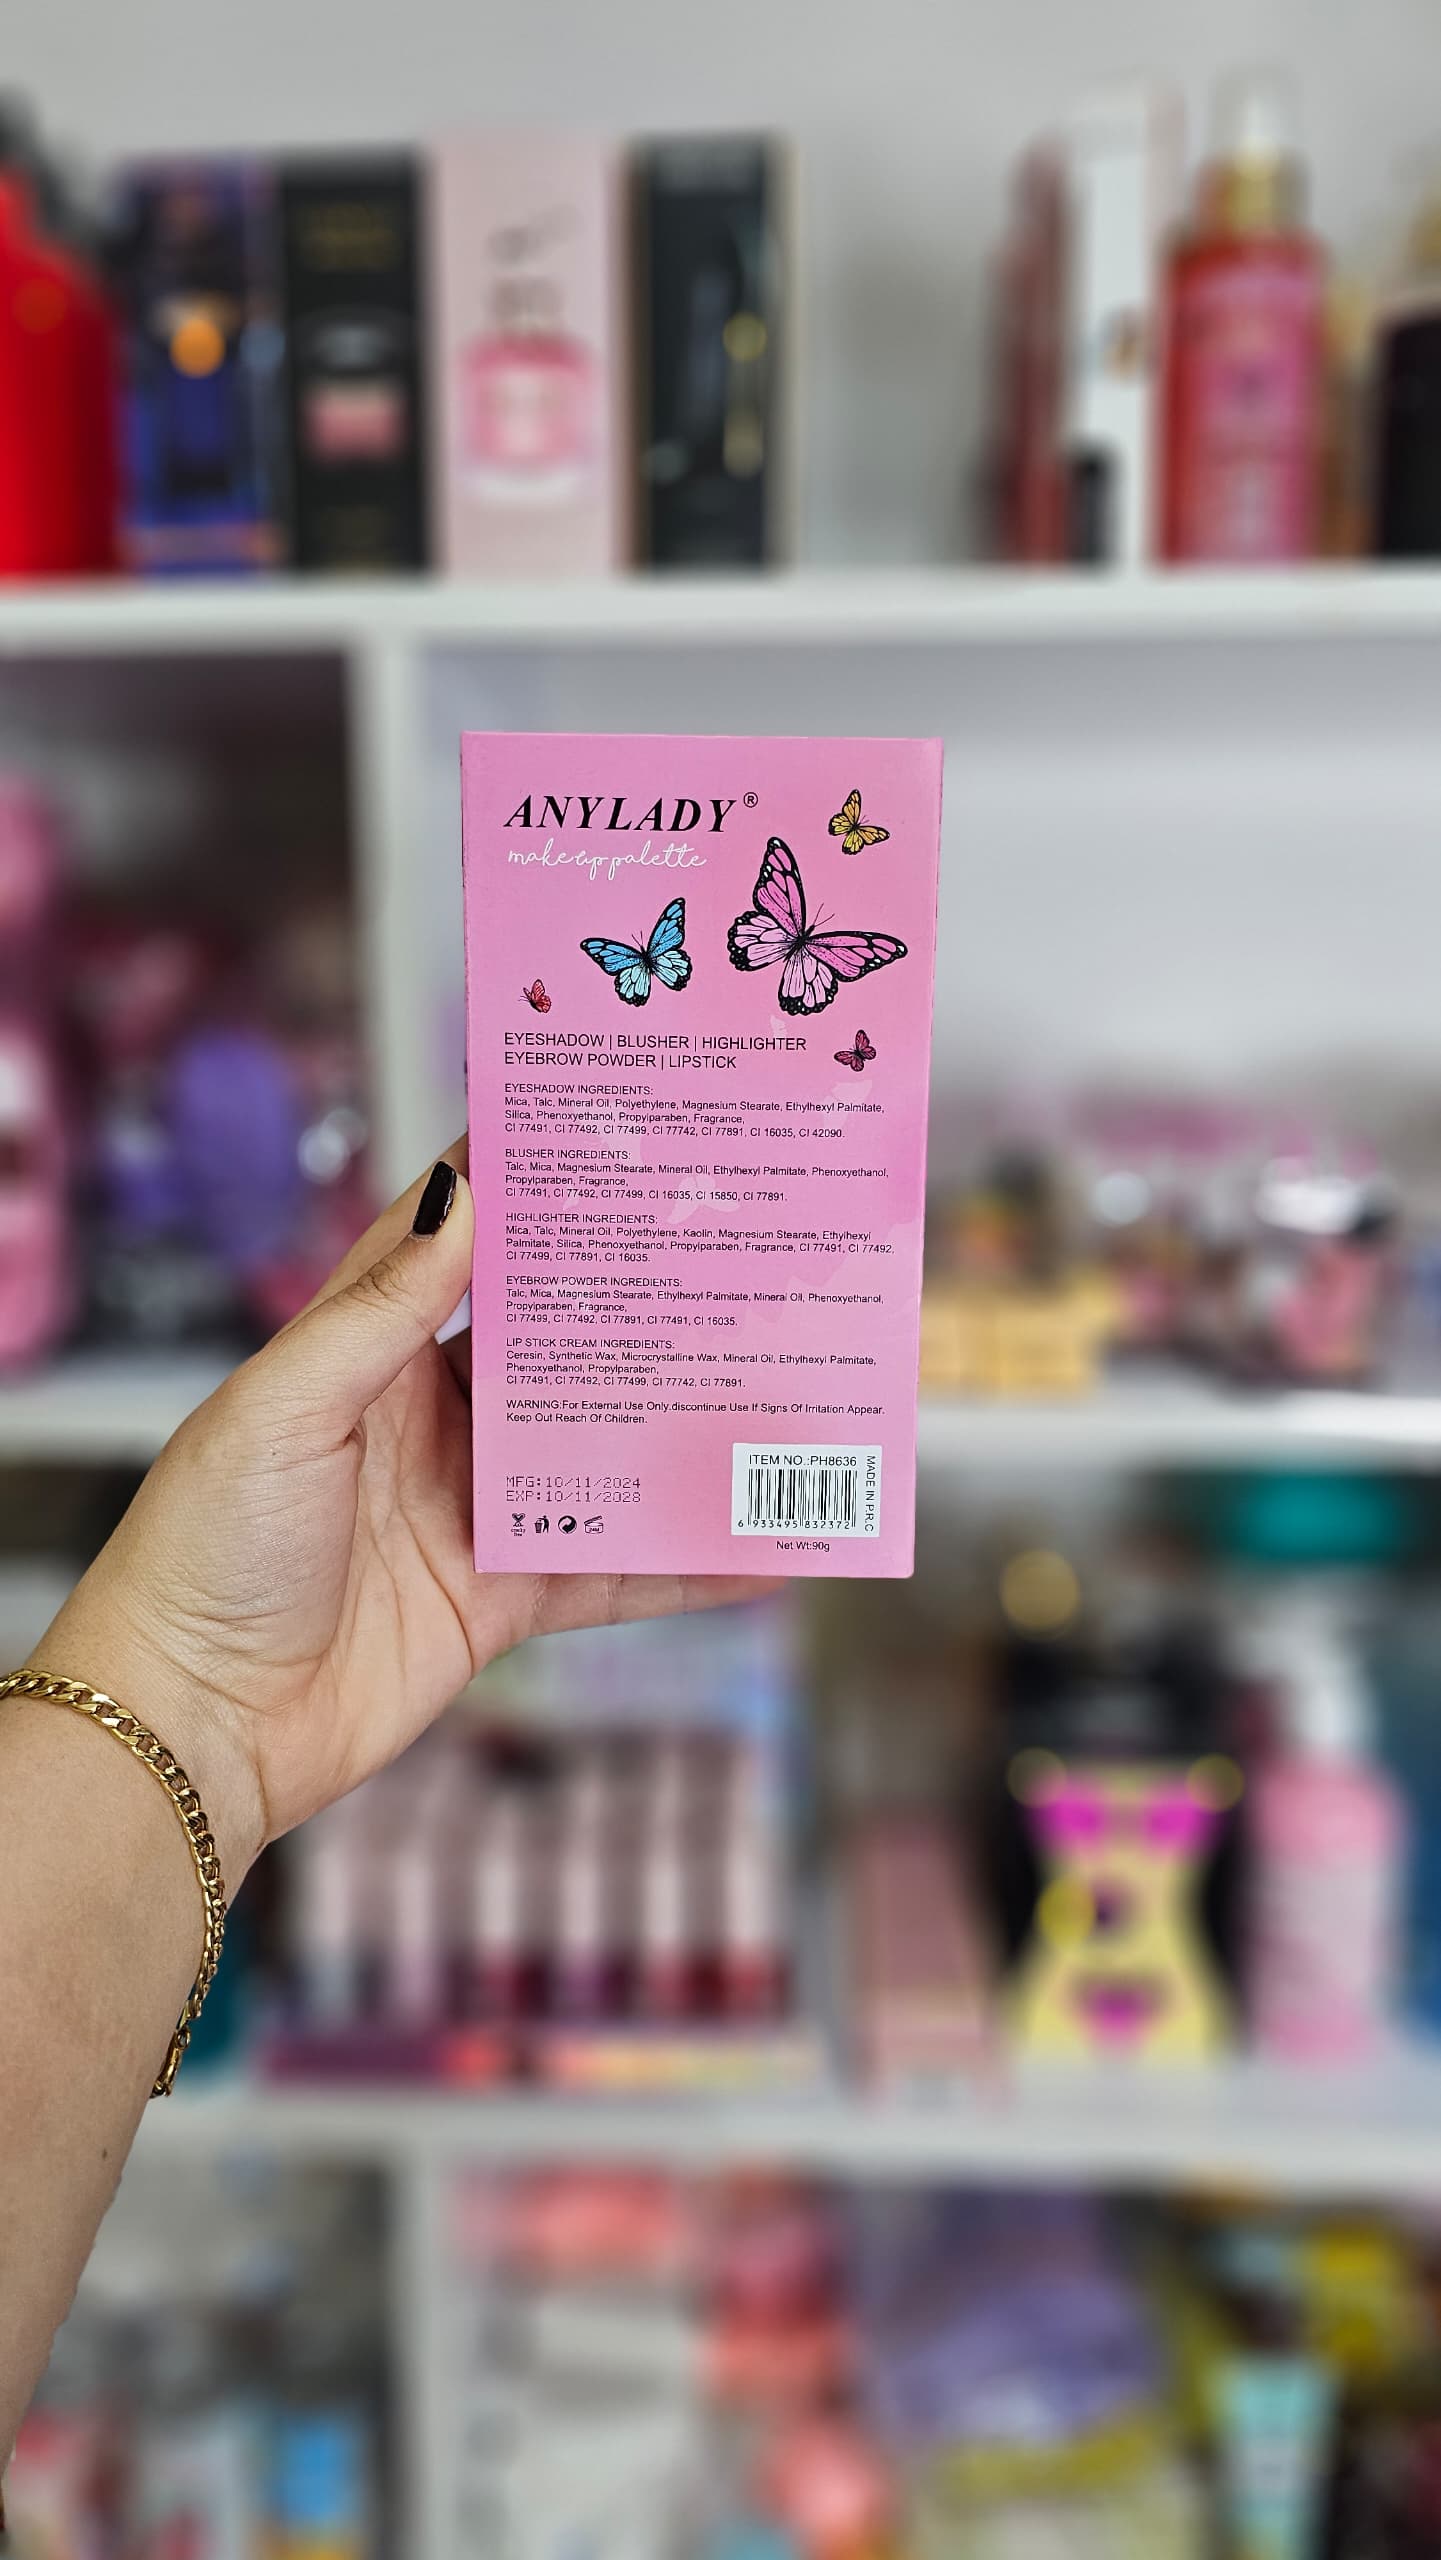 ANYLADY®
makeup palette
EYESHADOW | BLUSHER | HIGHLIGHTER
EYEBROW POWDER | LIPSTICK
EYESHADOW INGREDIENTS:
Mica, Talc, Mineral Oil, Polyethylene, Magnesium Stearate, Ethylhexyl Palmitate,
Silica, Phenoxyethanol, Propylparaben, Fragrance,
CI 77491, CI 77492, CI 77499, CI 77742, CI 77891, CI 16035, CI 42090.
BLUSHER INGREDIENTS:
Talc, Mica, Magnesium Stearate, Mineral Oil, Ethylhexyl Palmitate, Phenoxyethanol,
Propylparaben, Fragrance,
CI 77491, CI 77492, CI 77499, CI 16035, CI 15850, CI 77891.
HIGHLIGHTER INGREDIENTS:
Mica, Talc, Mineral Oil, Polyethylene, Kaolin, Magnesium Stearate, Ethylhexyl
Palmitate, Silica, Phenoxyethanol, Propylparaben, Fragrance, CI 77491, CI 77492,
CI 77499, CI 77891, CI 16035.
EYEBROW POWDER INGREDIENTS:
Talc, Mica, Magnesium Stearate, Ethylhexyl Palmitate, Mineral Oil, Phenoxyethanol,
Propylparaben, Fragrance,
CI 77499, CI 77492, CI 77891, CI 77491, CI 16035.
LIP STICK CREAM INGREDIENTS:
Ceresin, Synthetic Wax, Microcrystalline Wax, Mineral Oil, Ethylhexyl Palmitate,
Phenoxyethanol, Propylparaben,
CI 77491, CI 77492, CI 77499, CI 77742, CI 77891.
WARNING:For External Use Only.discontinue Use If Signs Of Irritation Appear.
Keep Out Reach Of Children.
MFG:10/11/2024
EXP:10/11/2028
cruelty
free
24M
ITEM NO.:PH8636
6 933495 832372
MADE IN P.R.C
Net Wt:90g